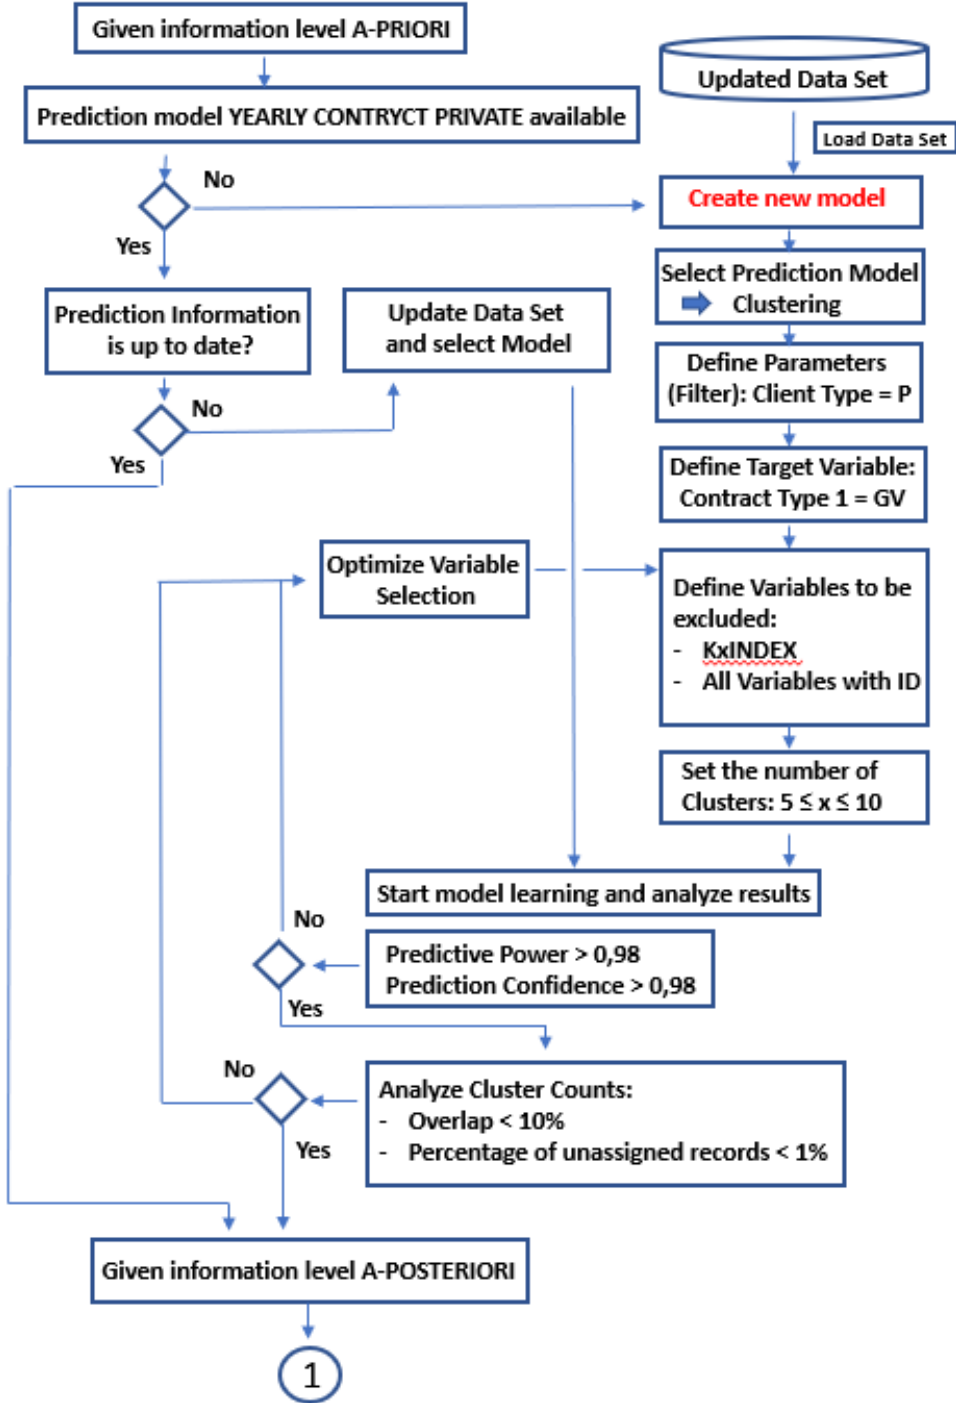 Given information level A-PRIORI
Updated Data Set
Prediction model YEARLY CONTRYCT PRIVATE available
Load Data Set
No
Create new model
Yes
Select Prediction Model
Clustering
Prediction Information
is up to date?
Update Data Set
and select Model
Define Parameters
(Filter): Client Type = P
No
Yes
Define Target Variable:
Contract Type 1 = GV
Optimize Variable
Selection
Define Variables to be
excluded:
- KxINDEX
- All Variables with ID
Set the number of
Clusters: 5 ≤ x ≤ 10
Start model learning and analyze results
No
Predictive Power > 0,98
Prediction Confidence > 0,98
Yes
No
Analyze Cluster Counts:
- Overlap < 10%
- Percentage of unassigned records < 1%
Yes
Given information level A-POSTERIORI
1